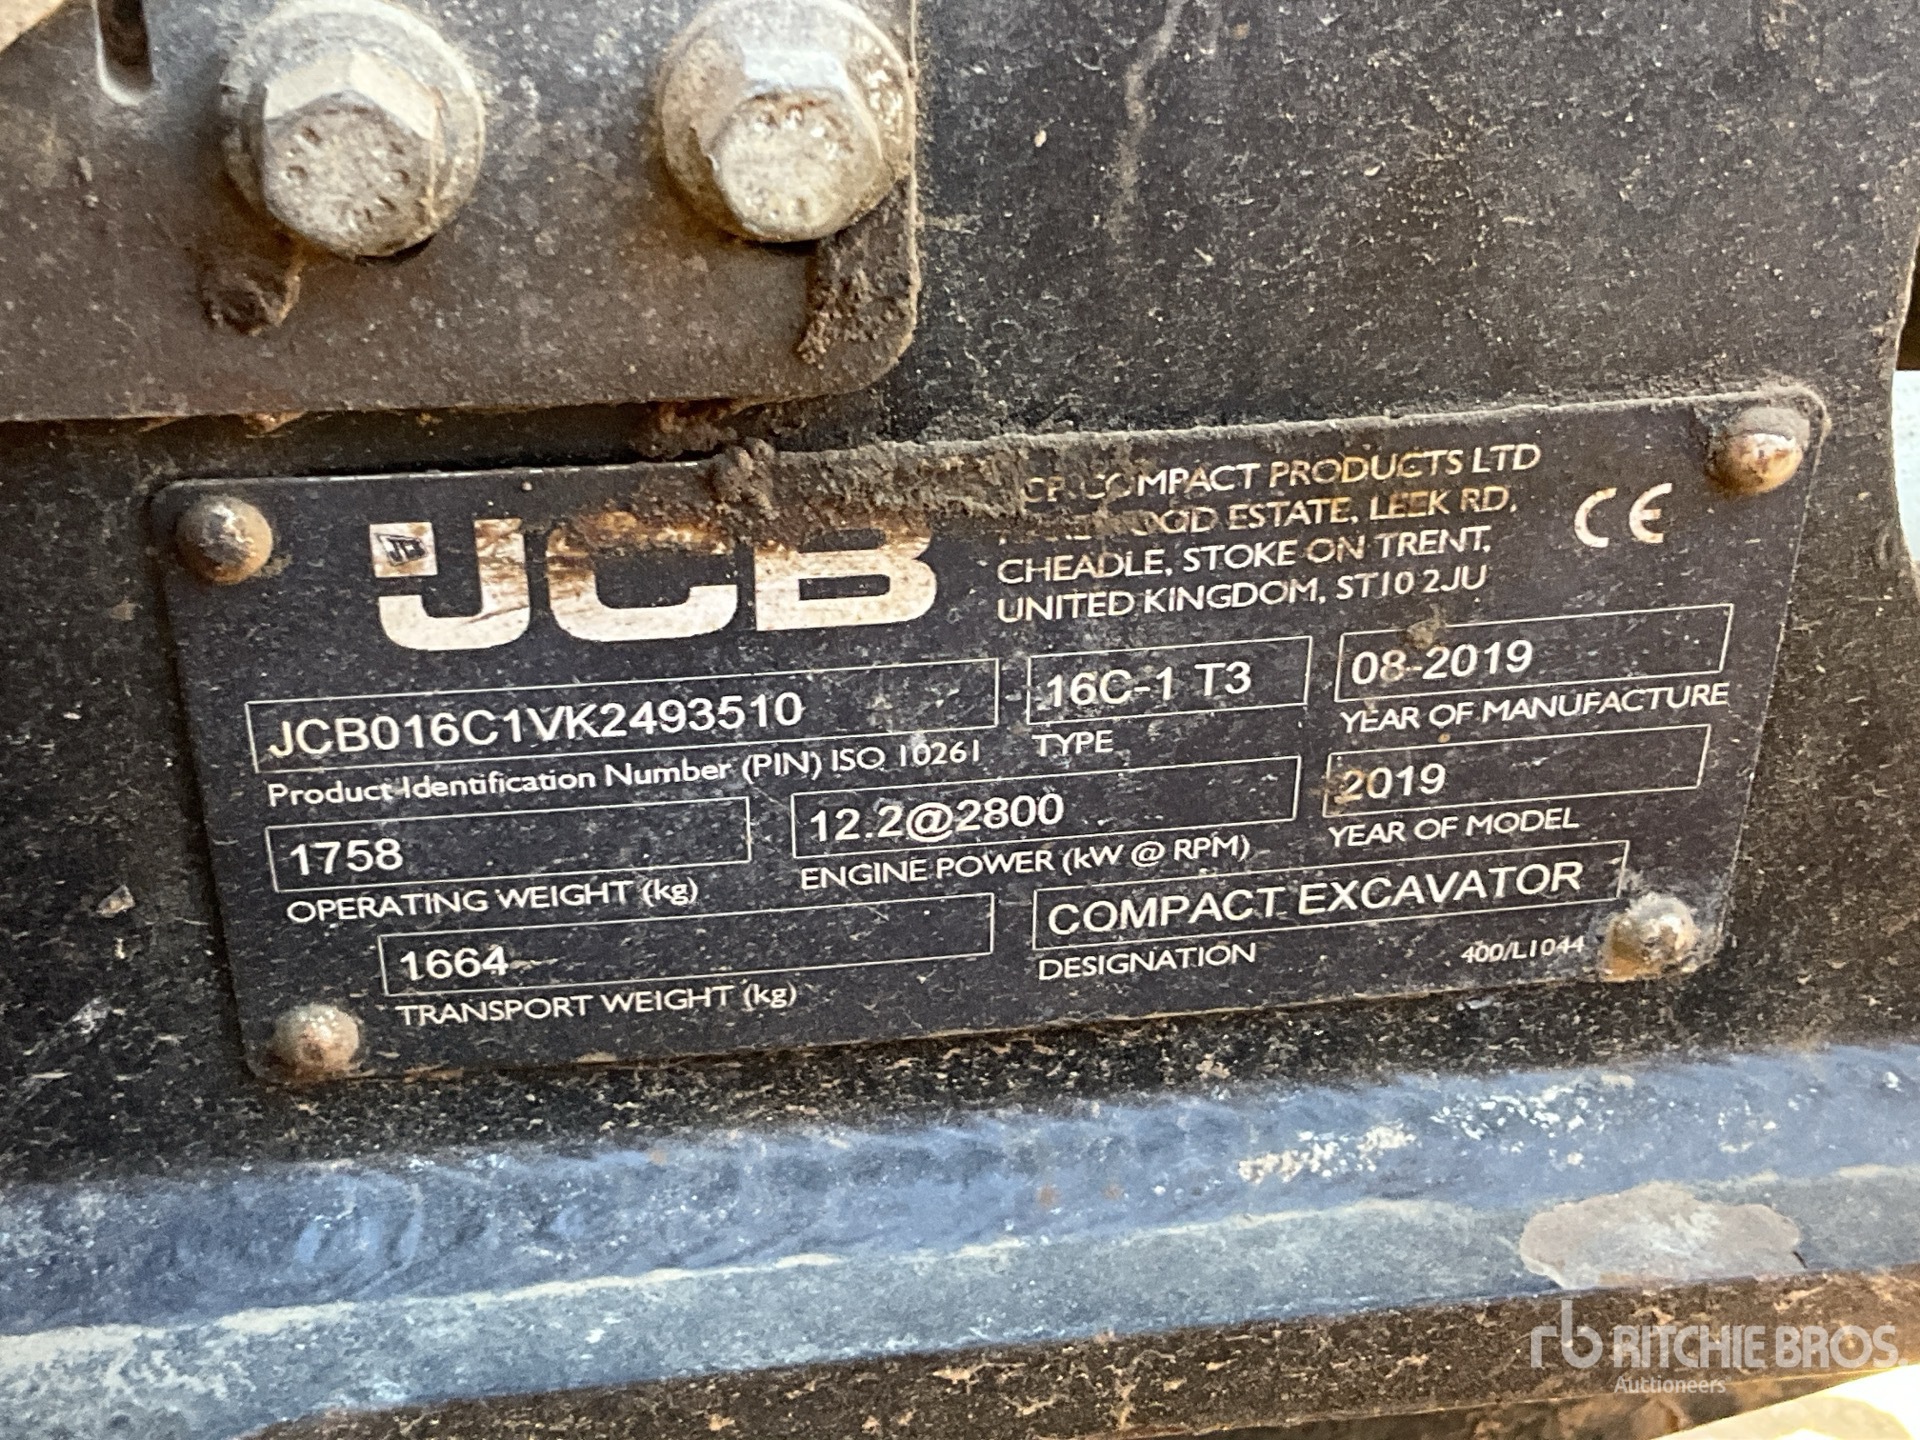 JCB
COMPACT PRODUCTS LTD
ESTATE, LEEK RD,
CHEADLE, STOKE ON TRENT,
UNITED KINGDOM, ST10 2JU
CE
JCB016C1VK2493510
Product Identification Number (PIN) ISO 10261
16C-1 T3
TYPE
08-2019
YEAR OF MANUFACTURE
1758
OPERATING WEIGHT (kg)
12.2@2800
ENGINE POWER (kW @ RPM)
2019
YEAR OF MODEL
1664
TRANSPORT WEIGHT (kg)
COMPACT EXCAVATOR
DESIGNATION
400/L1044
rb RITCHIE BROS.
Auctioneers